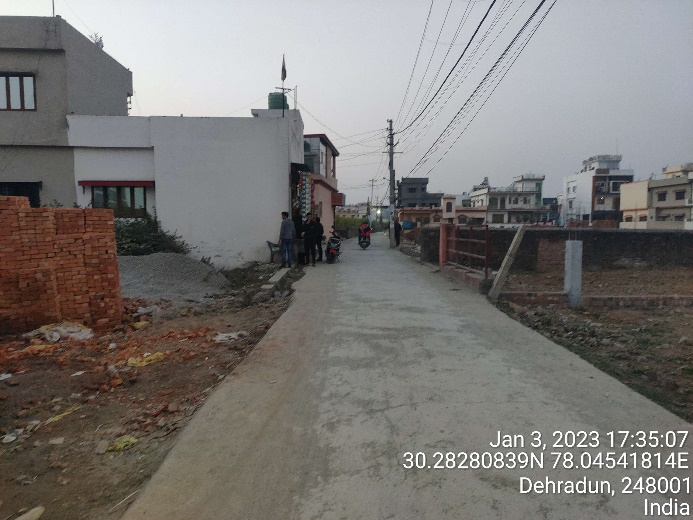 Jan 3, 2023 17:35:07
30.28280839N 78.04541814E
Dehradun, 248001
India